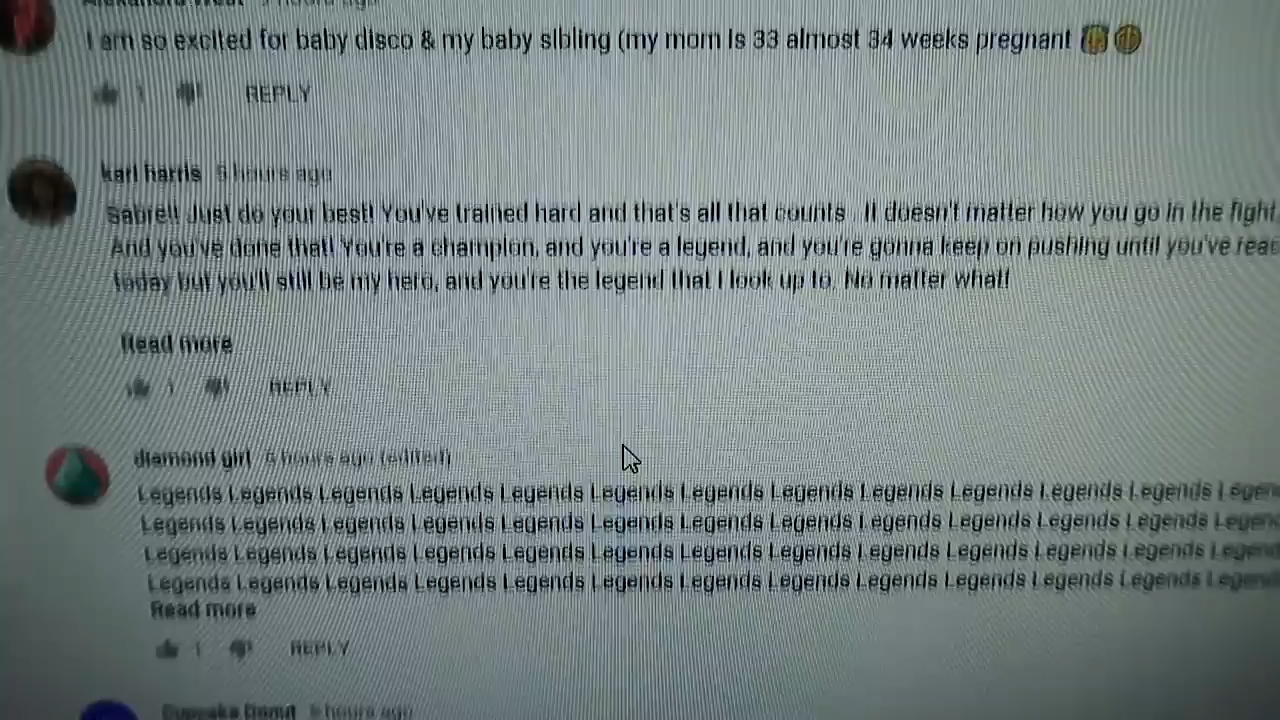 I am so excited for baby disco & my baby sibling (my mom is 33 almost 34 weeks pregnant
1 REPLY
karl harris 5 hours ago
Sabre!! Just do your best! You've trained hard and that's all that counts . It doesn't matter how you go in the fight
And you've done that! You're a champion, and you're a legend, and you're gonna keep on pushing until you've reac
today but you'll still be my hero, and you're the legend that I look up to. No matter what!
Read more
1 REPLY
diamond girl 5 hours ago (edited)
Legends Legends Legends Legends Legends Legends Legends Legends Legends Legends Legends Legends Legen
Legends Legends Legends Legends Legends Legends Legends Legends Legends Legends Legends Legends Legen
Legends Legends Legends Legends Legends Legends Legends Legends Legends Legends Legends Legends Legen
Legends Legends Legends Legends Legends Legends Legends Legends Legends Legends Legends Legends Legen
Read more
1 REPLY
hours ago